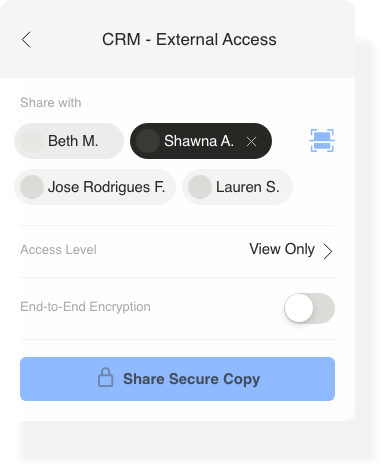 CRM - External Access
Share with
Beth M.
Shawna A.
Jose Rodrigues F.
Lauren S.
Access Level
View Only
End-to-End Encryption
Share Secure Copy